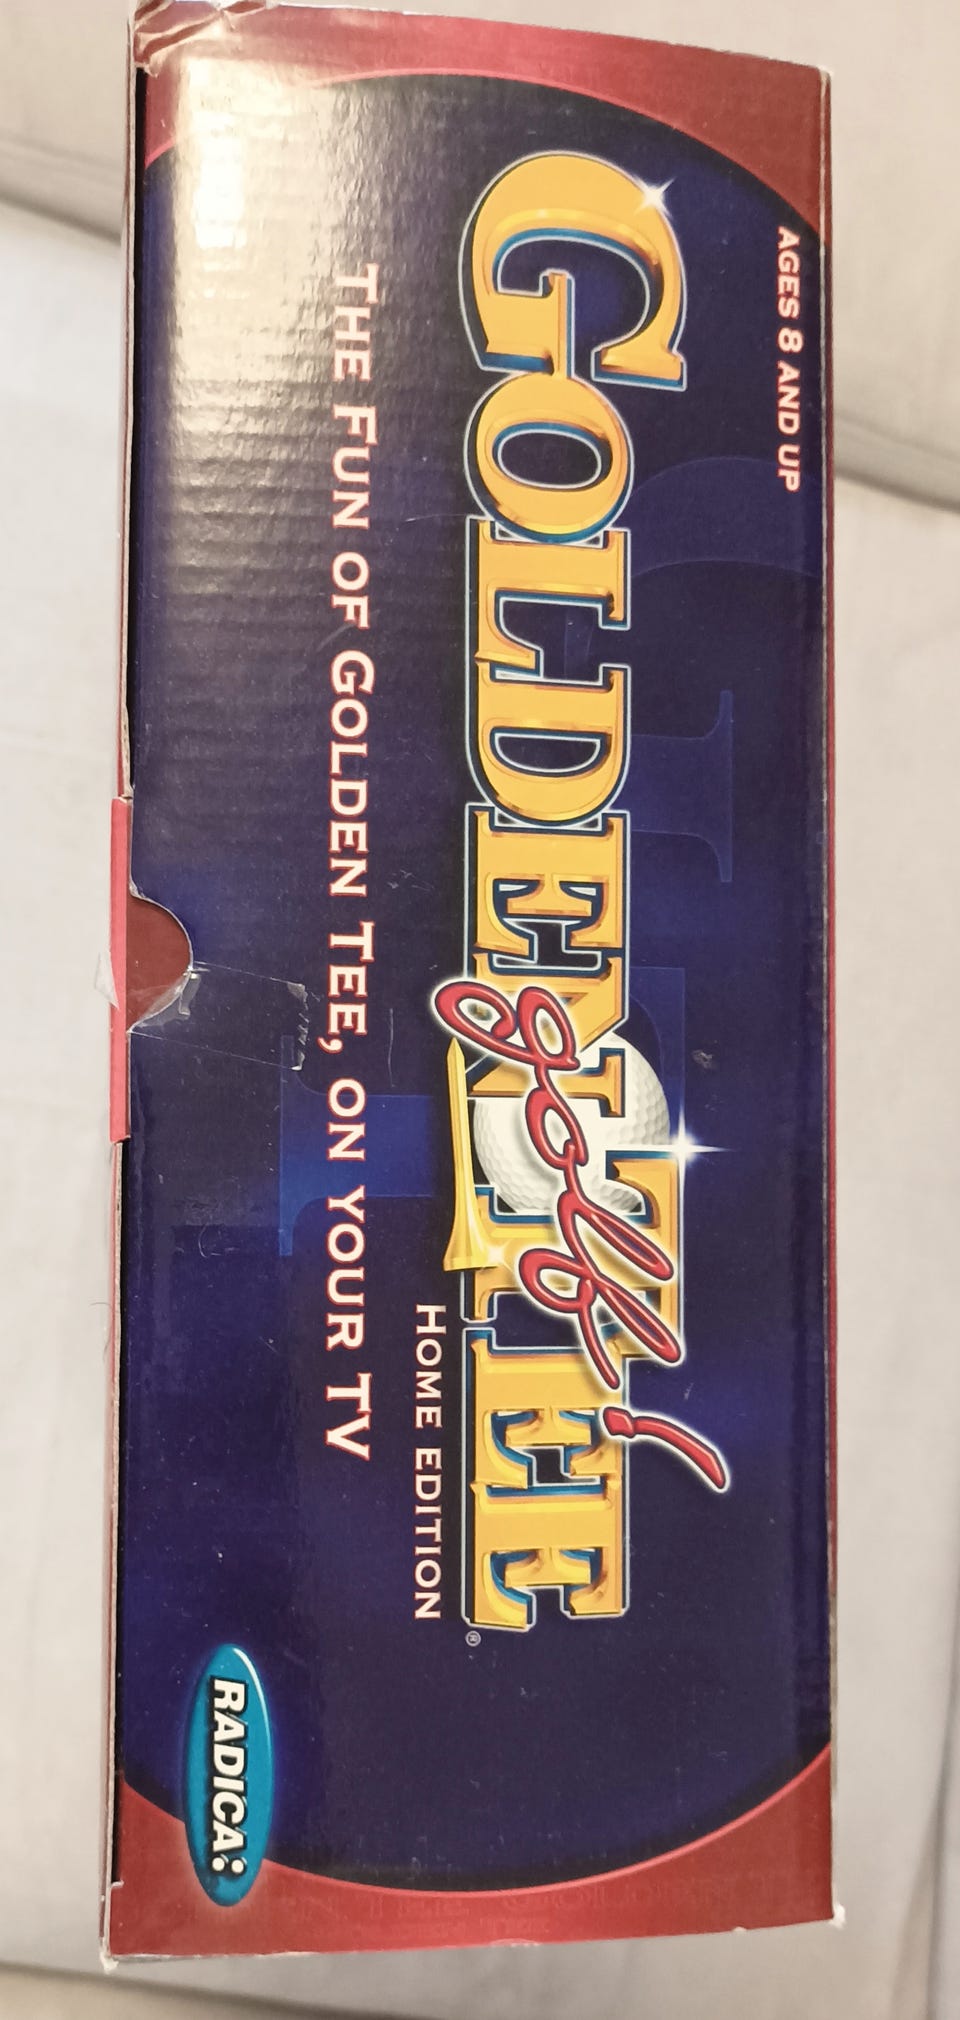 AGES 8 AND UP
GOLDEN TEE
golf!
HOME EDITION
®
THE FUN OF GOLDEN TEE, ON YOUR TV
RADICA: